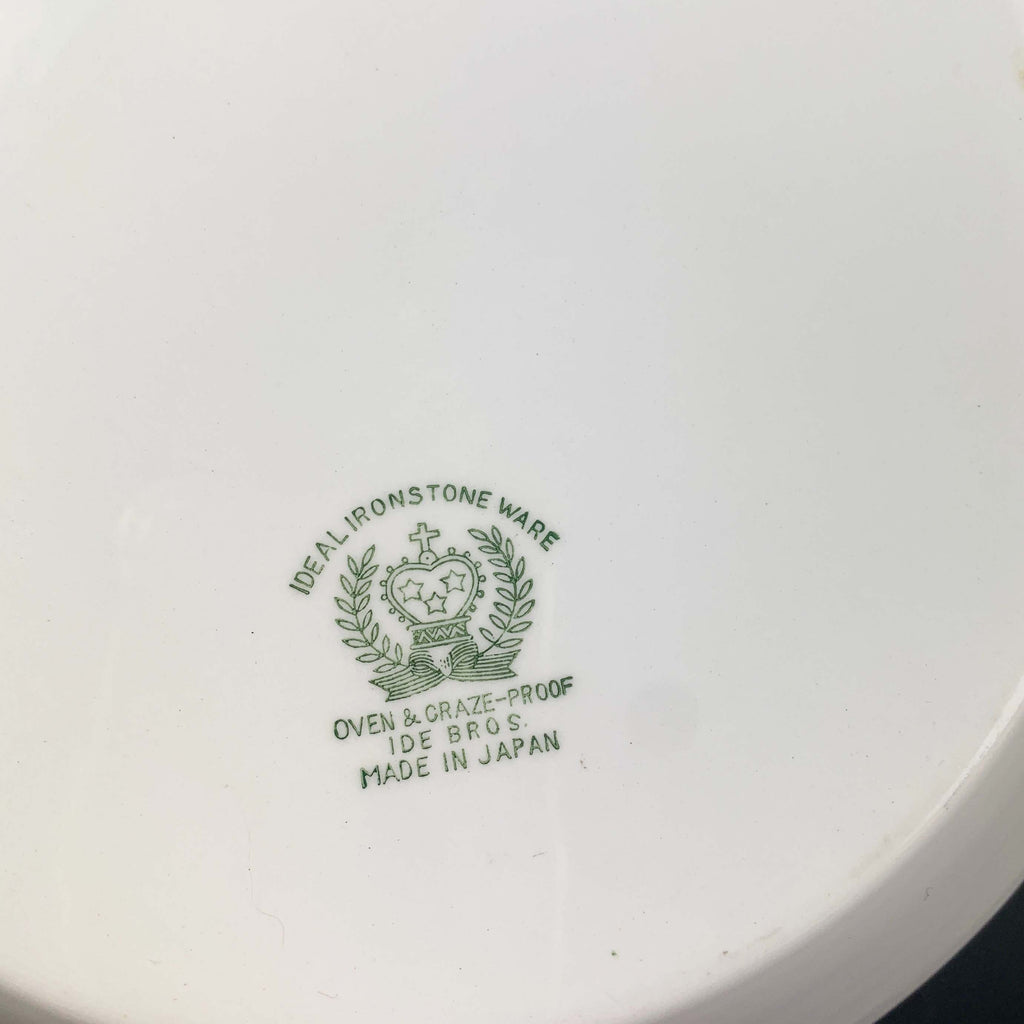 IDEAL IRONSTONE WARE
OVEN & CRAZE-PROOF
IDE BROS.
MADE IN JAPAN